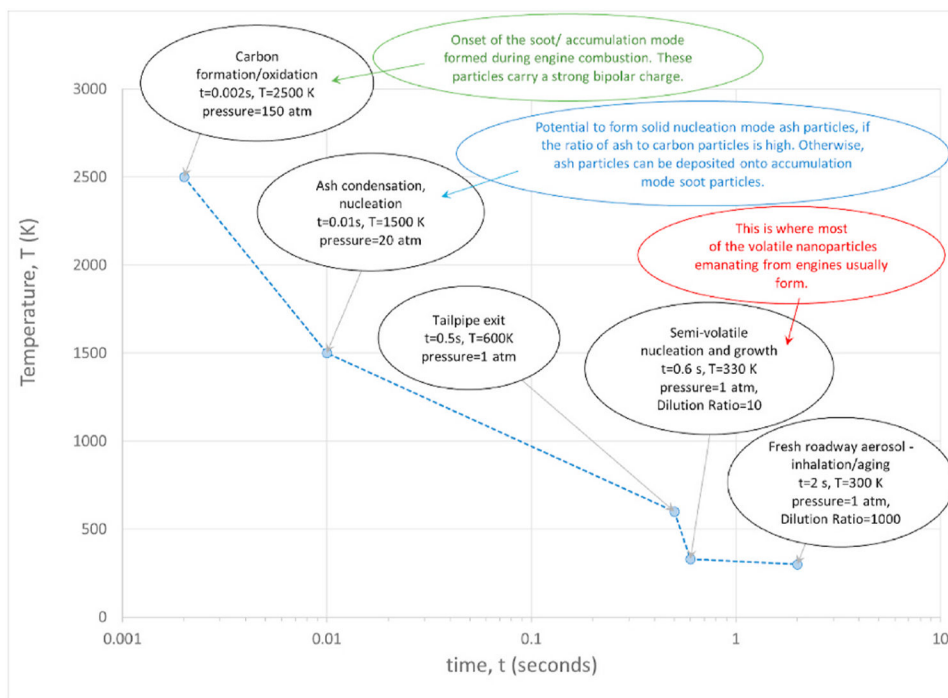 Carbon
formation/oxidation
t=0.002s, T=2500 K
pressure=150 atm
Onset of the soot/ accumulation mode
formed during engine combustion. These
particles carry a strong bipolar charge.
Potential to form solid nucleation mode ash particles, if
the ratio of ash to carbon particles is high. Otherwise,
ash particles can be deposited onto accumulation
mode soot particles.
Ash condensation,
nucleation
t=0.01s, T=1500 K
pressure=20 atm
This is where most
of the volatile nanoparticles
emanating from engines usually
form.
Tailpipe exit
t=0.5s, T=600K
pressure=1 atm
Semi-volatile
nucleation and growth
t=0.6 s, T=330 K
pressure=1 atm,
Dilution Ratio=10
Fresh roadway aerosol -
inhalation/aging
t=2 s, T=300 K
pressure=1 atm,
Dilution Ratio=1000
Temperature, T (K)
3000
2500
2000
1500
1000
500
0
0.001
0.01
0.1
1
10
time, t (seconds)